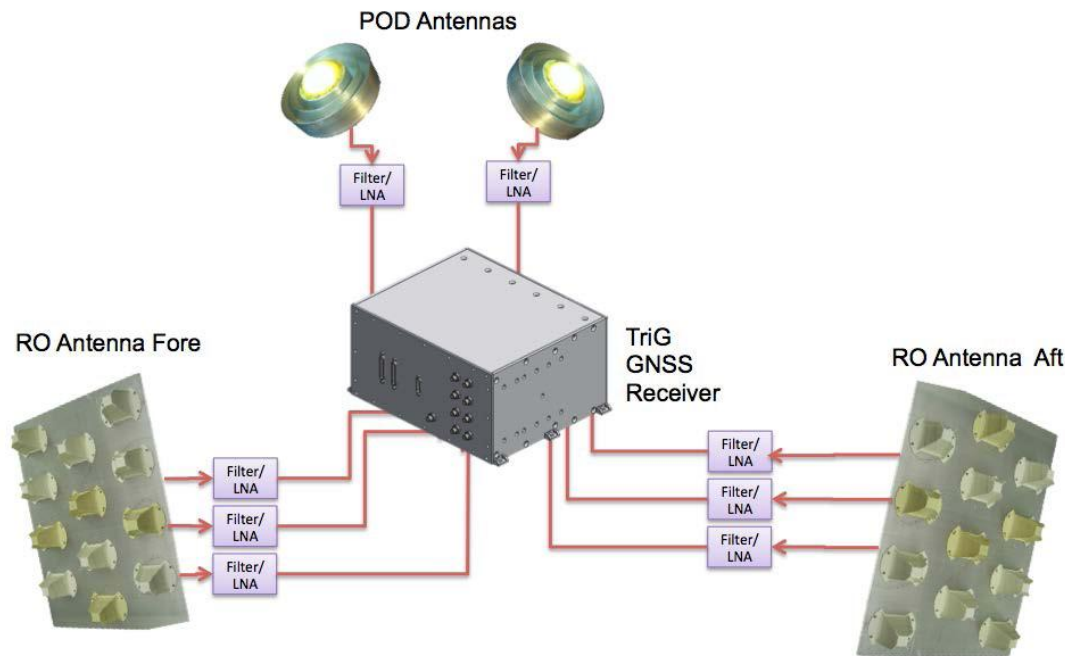 POD Antennas
Filter/
LNA
Filter/
LNA
RO Antenna Fore
TriG
GNSS
Receiver
RO Antenna Aft
Filter/
LNA
Filter/
LNA
Filter/
LNA
Filter/
LNA
Filter/
LNA
Filter/
LNA